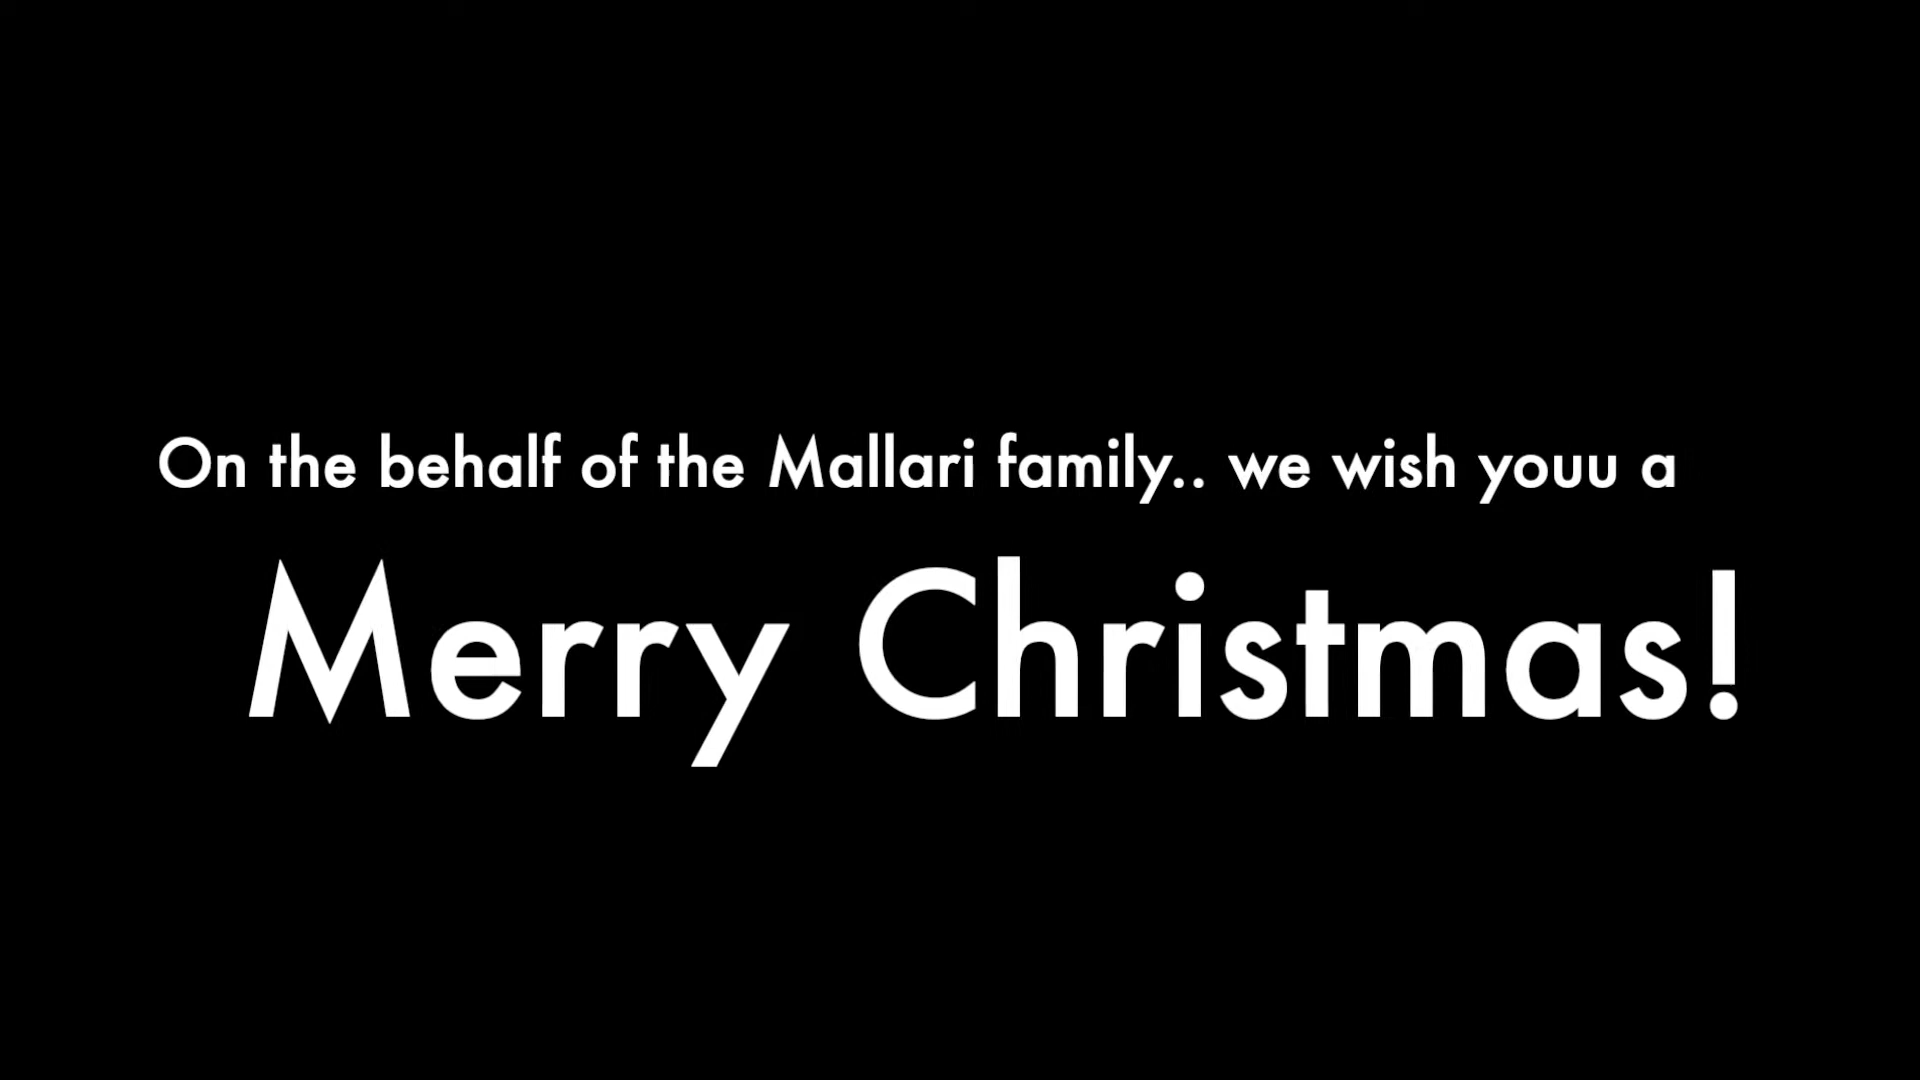 On the behalf of the Mallari family.. we wish youu a
Merry Christmas!